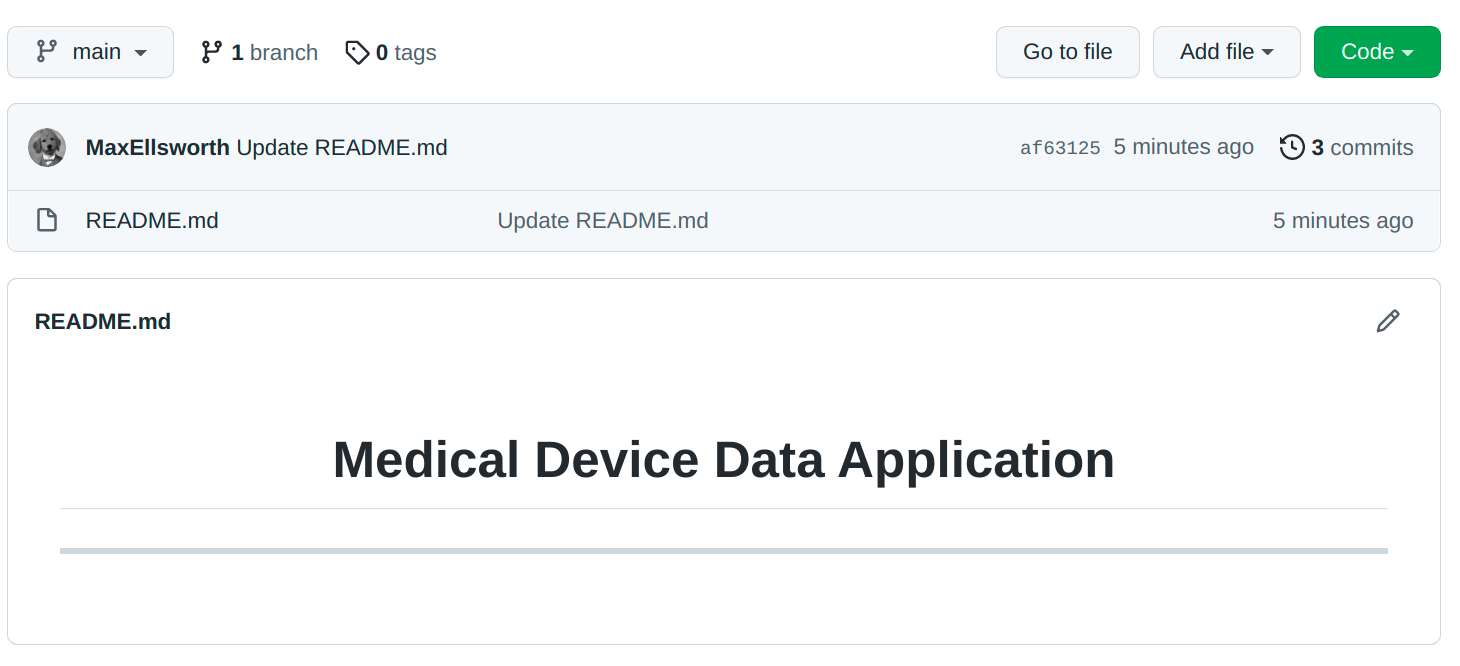 main 1 branch 0 tags Go to file Add file Code
MaxEllsworth Update README.md af63125 5 minutes ago 3 commits
README.md Update README.md 5 minutes ago
README.md
Medical Device Data Application